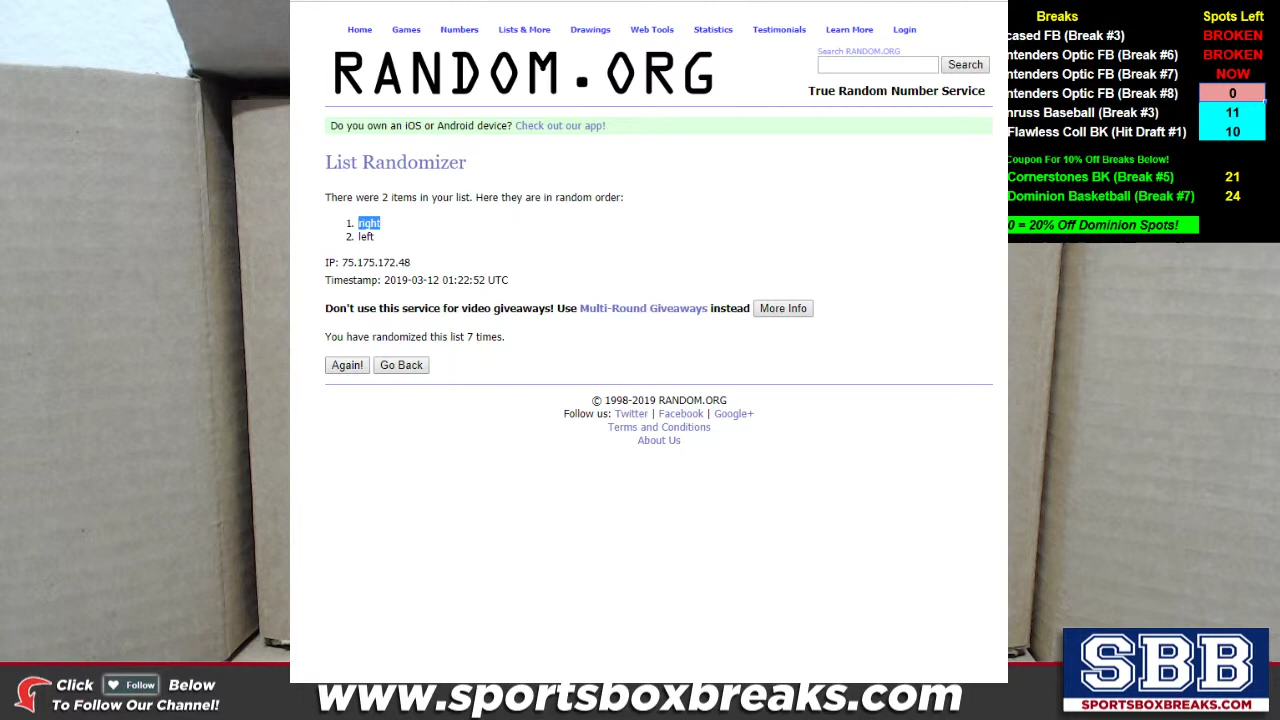 Home Games Numbers Lists & More Drawings Web Tools Statistics Testimonials Learn More Login
RANDOM.ORG
Search RANDOM.ORG
Search
True Random Number Service
Do you own an iOS or Android device? Check out our app!
List Randomizer
There were 2 items in your list. Here they are in random order:
1. right
2. left
IP: 75.175.172.48
Timestamp: 2019-03-12 01:22:52 UTC
Don't use this service for video giveaways! Use Multi-Round Giveaways instead More Info
You have randomized this list 7 times.
Again! Go Back
© 1998-2019 RANDOM.ORG
Follow us: Twitter | Facebook | Google+
Terms and Conditions
About Us
Breaks Spots Left
cased FB (Break #3) BROKEN
ntenders Optic FB (Break #6) BROKEN
ntenders Optic FB (Break #7) NOW
ntenders Optic FB (Break #8) 0
nruss Baseball (Break #3) 11
Flawless Coll BK (Hit Draft #1) 10
Coupon For 10% Off Breaks Below!
Cornerstones BK (Break #5) 21
Dominion Basketball (Break #7) 24
0 = 20% Off Dominion Spots!
Click Follow Below
To Follow Our Channel!
www.sportsboxbreaks.com
SBB
SPORTSBOXBREAKS.COM